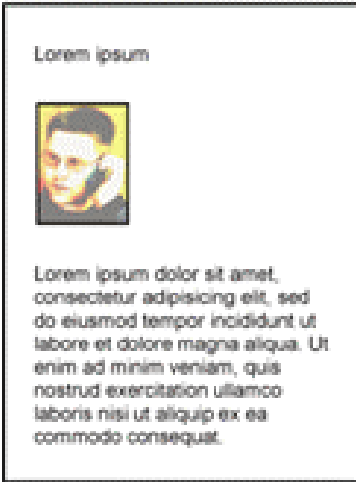 Lorem ipsum
Lorem ipsum dolor sit amet,
consectetur adipisicing elit, sed
do eiusmod tempor incididunt ut
labore et dolore magna aliqua. Ut
enim ad minim veniam, quis
nostrud exercitation ullamco
laboris nisi ut aliquip ex ea
commodo consequat.